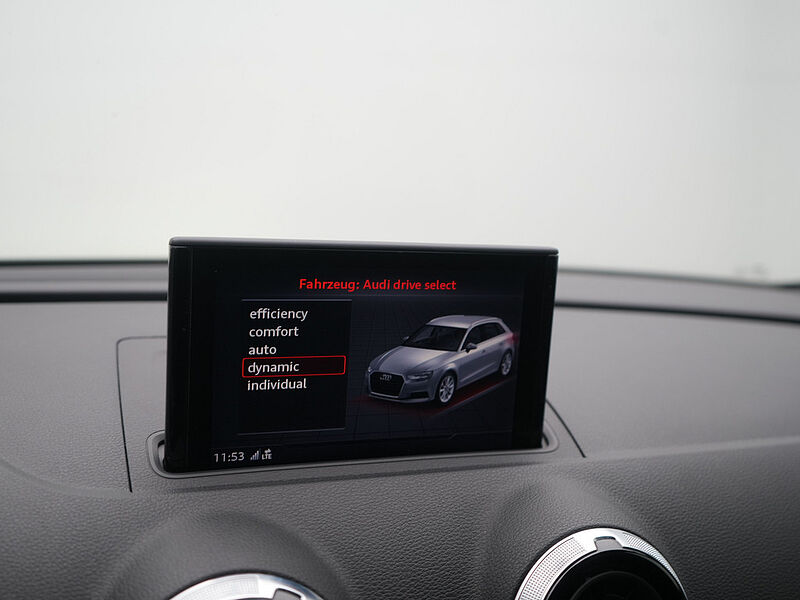 Fahrzeug: Audi drive select
efficiency
comfort
auto
dynamic
individual
11:53 LTE